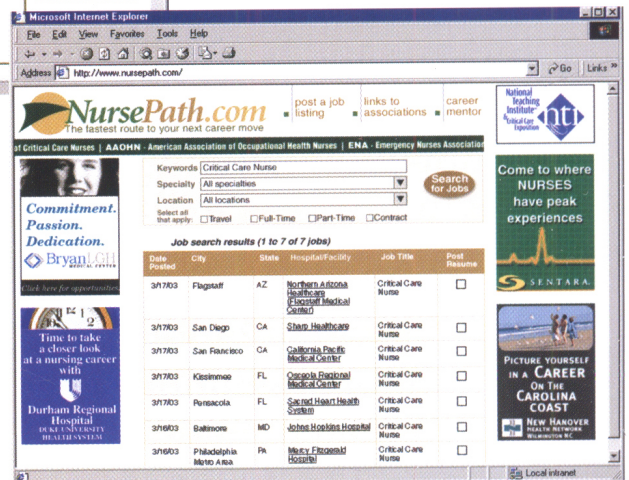 Microsoft Internet Explorer
File Edit View Favorites Tools Help
Address http://www.nursepath.com/ Go Links »
NursePath.com
The fastest route to your next career move
post a job
listing
links to
associations
career
mentor
National
Teaching
Institute
& Critical Care
Exposition
nti
of Critical Care Nurses | AAOHN - American Association of Occupational Health Nurses | ENA - Emergency Nurses Association
Commitment.
Passion.
Dedication.
BryanLGH
MEDICAL CENTER
Click here for opportunities
Keywords Critical Care Nurse
Specialty All specialties
Location All locations
Select all
that apply: Travel Full-Time Part-Time Contract
Search
for Jobs
Job search results (1 to 7 of 7 jobs)
Date
Posted City State Hospital/Facility Job Title Post
Resume
3/17/03 Flagstaff AZ Northern Arizona
Healthcare
(Flagstaff Medical
Center) Critical Care
Nurse
3/17/03 San Diego CA Sharp Healthcare Critical Care
Nurse
3/17/03 San Francisco CA California Pacific
Medical Center Critical Care
Nurse
3/17/03 Kissimmee FL Osceola Regional
Medical Center Critical Care
Nurse
3/17/03 Pensacola FL Sacred Heart Health
System Critical Care
Nurse
3/16/03 Baltimore MD Johns Hopkins Hospital Critical Care
Nurse
3/16/03 Philadelphia
Metro Area PA Mercy Fitzgerald
Hospital Critical Care
Nurse
Time to take
a closer look
at a nursing career
with
Durham Regional
Hospital
DUKE UNIVERSITY
HEALTH SYSTEM
Come to where
NURSES
have peak
experiences
SENTARA
PICTURE YOURSELF
IN A CAREER
ON THE
CAROLINA
COAST
NEW HANOVER
HEALTH NETWORK
WILMINGTON NC
Local intranet